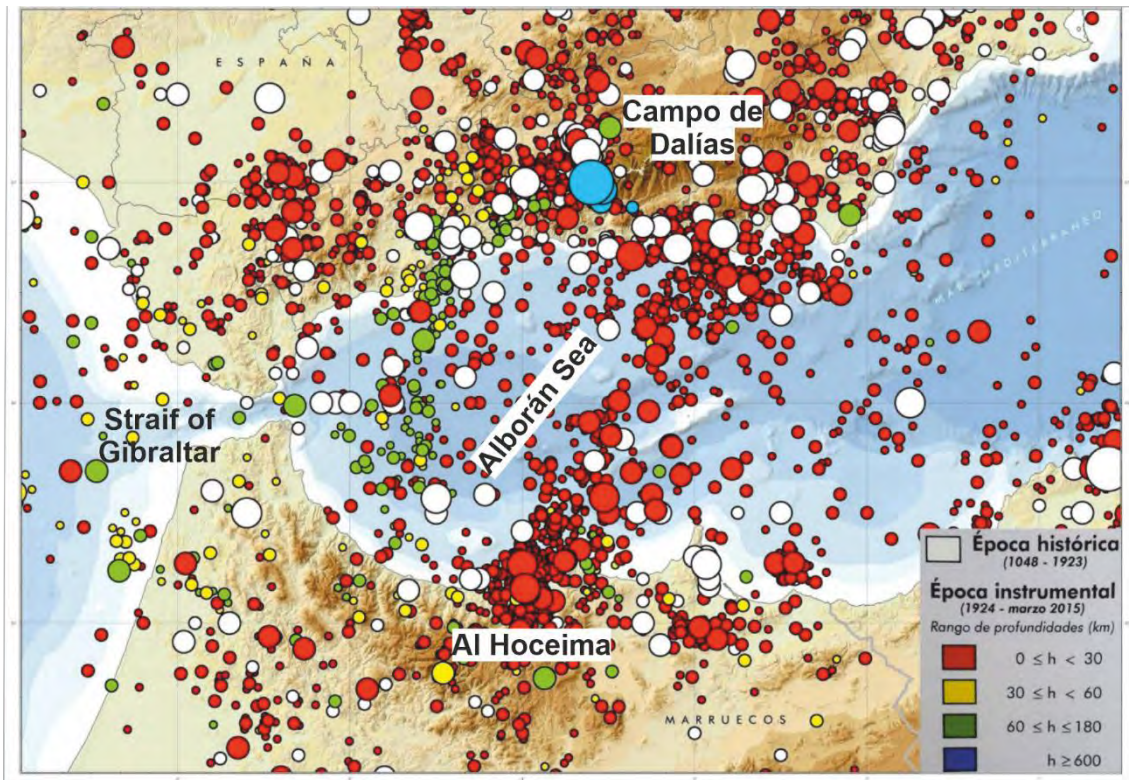 ESPAÑA
Campo de
Dalías
MAR MEDITERRANEO
Alborán Sea
Straif of
Gibraltar
Al Hoceima
MARRUECOS
Época histórica
(1048 - 1923)
Época instrumental
(1924 - marzo 2015)
Rango de profundidades (km)
0 ≤ h < 30
30 ≤ h < 60
60 ≤ h ≤ 180
h ≥ 600